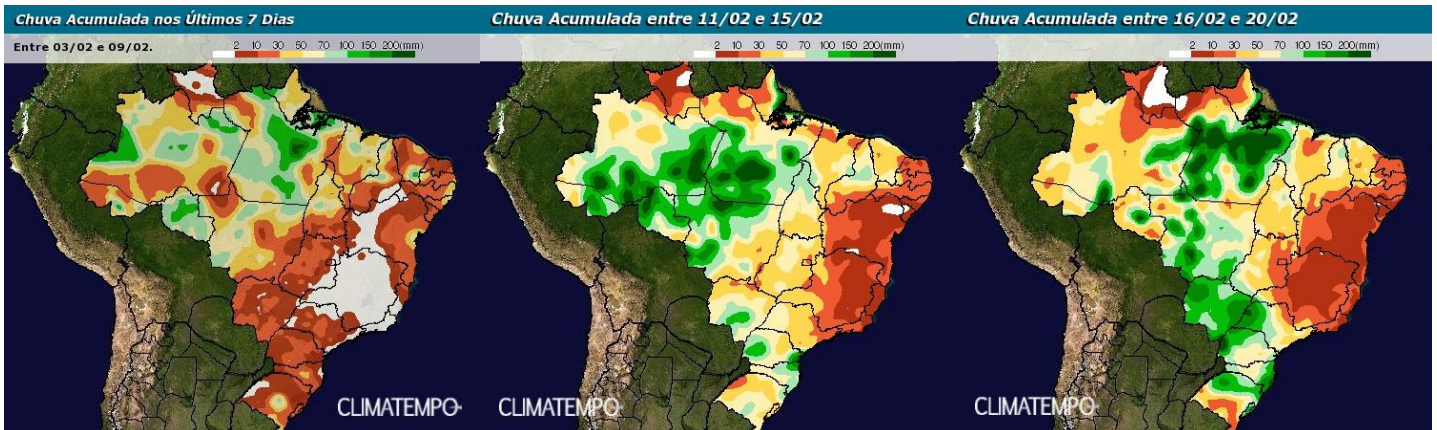 Chuva Acumulada nos Últimos 7 Dias
Entre 03/02 e 09/02.
2 10 30 50 70 100 150 200(mm)
CLIMATEMPO
Chuva Acumulada entre 11/02 e 15/02
2 10 30 50 70 100 150 200(mm)
CLIMATEMPO
Chuva Acumulada entre 16/02 e 20/02
2 10 30 50 70 100 150 200(mm)
CLIMATEMPO